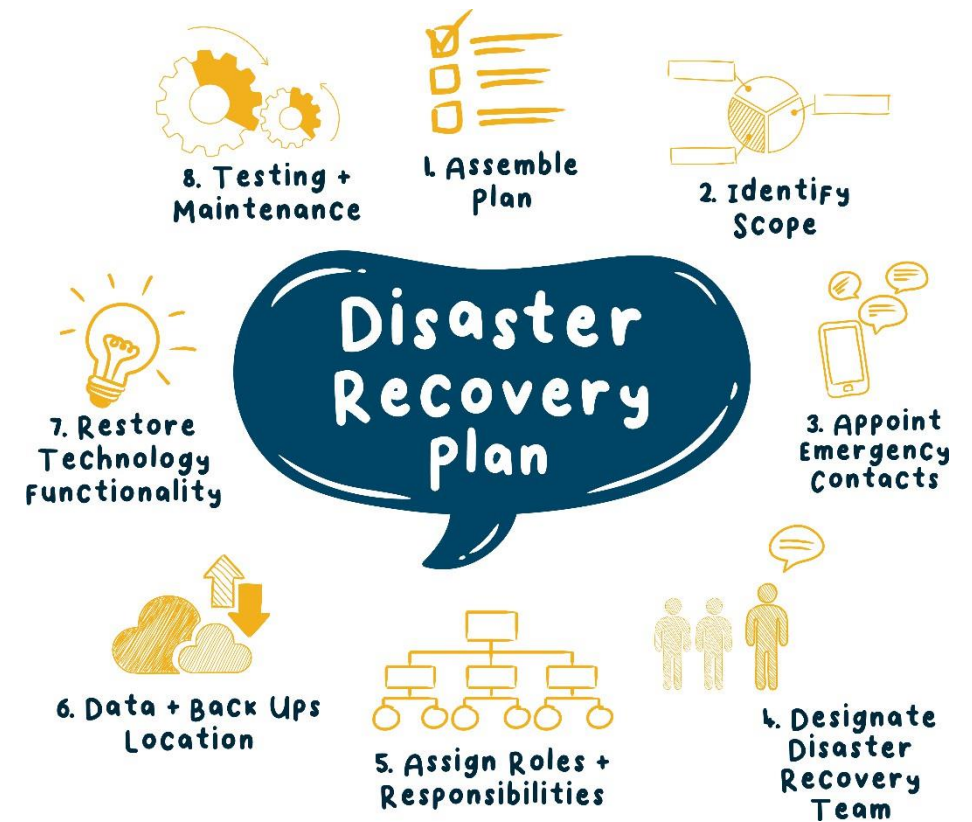 Disaster
Recovery
Plan
1. Assemble
Plan
2. Identify
Scope
3. Appoint
Emergency
Contacts
4. Designate
Disaster
Recovery
Team
5. Assign Roles +
Responsibilities
6. Data + Back Ups
Location
7. Restore
Technology
Functionality
8. Testing +
Maintenance